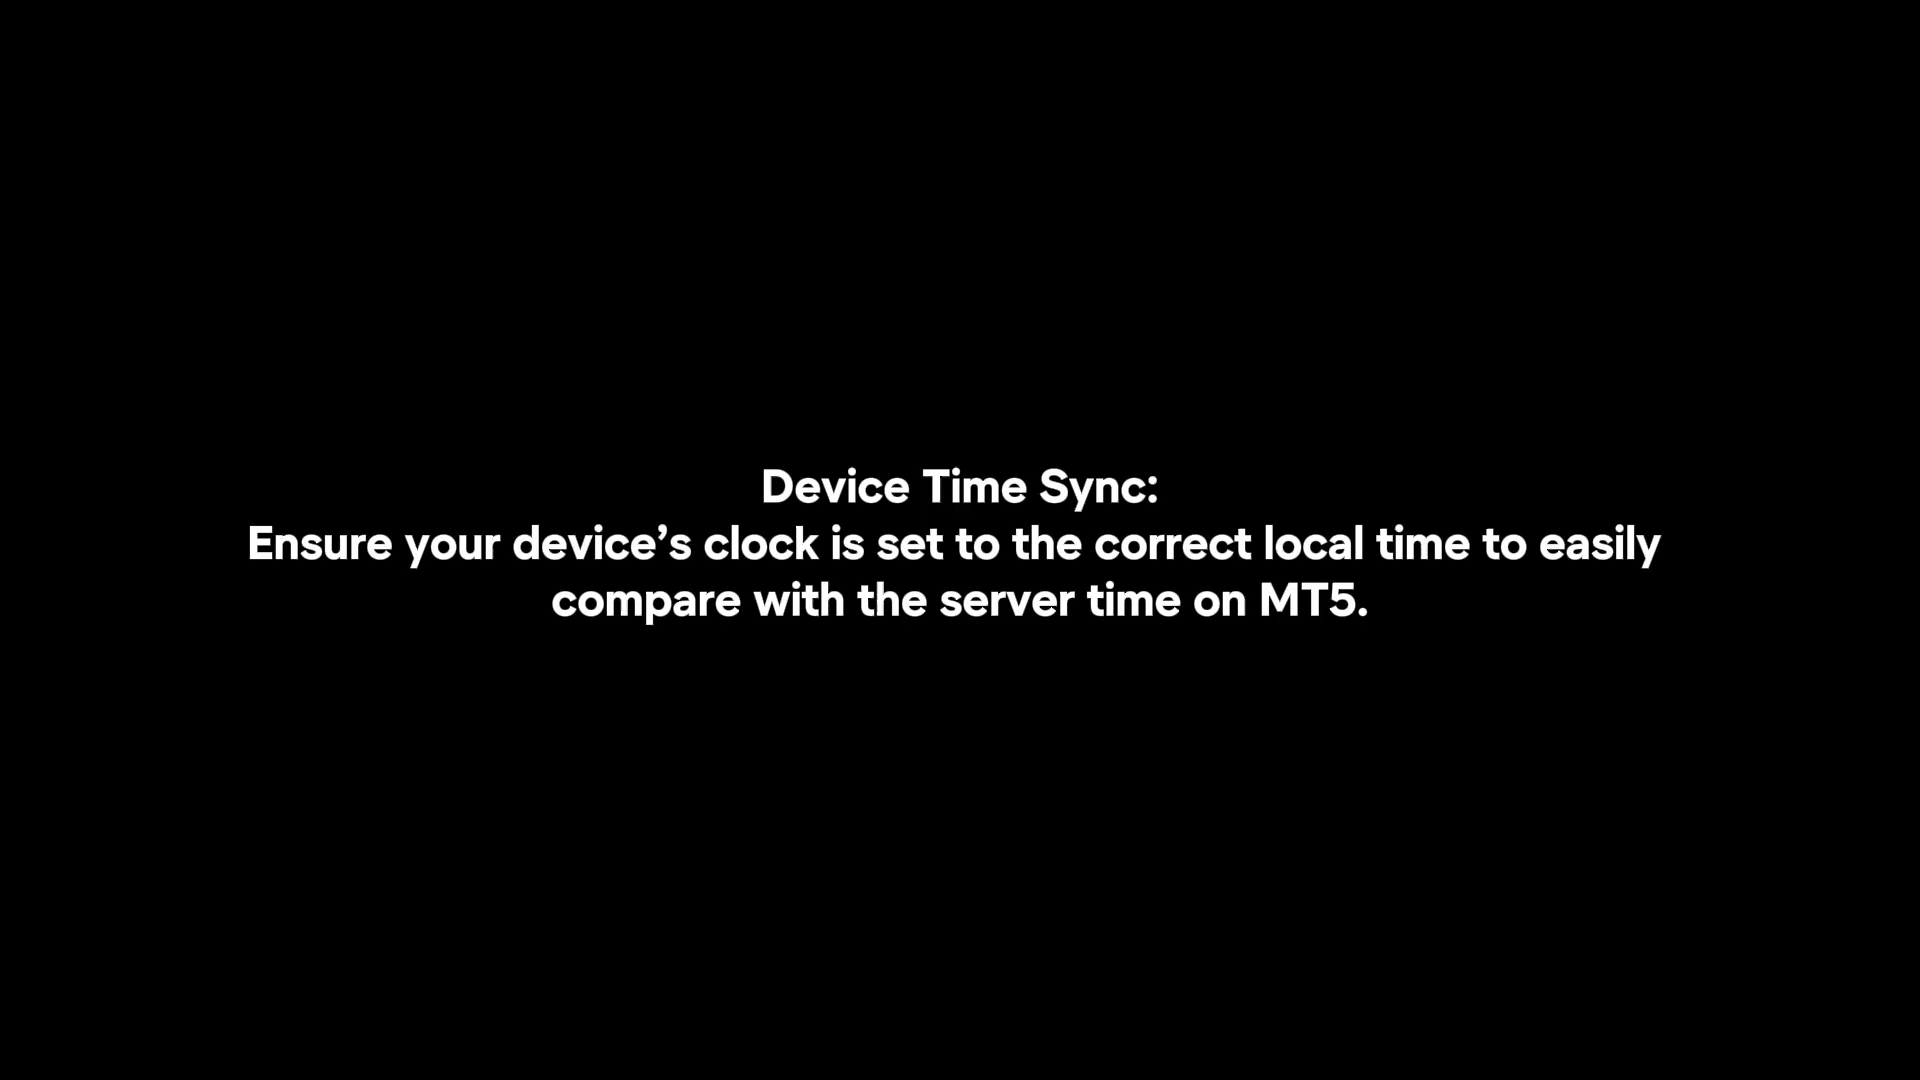 Device Time Sync:
Ensure your device’s clock is set to the correct local time to easily
compare with the server time on MT5.